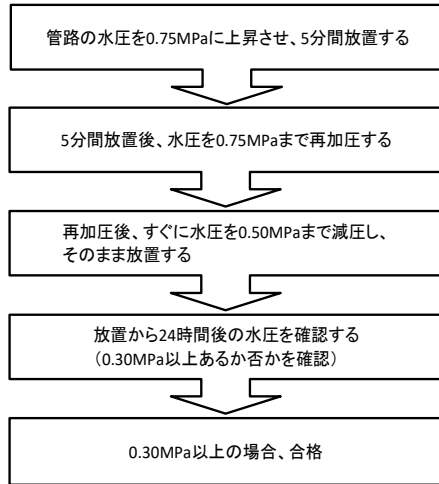 管路の水圧を0.75MPaに上昇させ、5分間放置する
5分間放置後、水圧を0.75MPaまで再加圧する
再加圧後、すぐに水圧を0.50MPaまで減圧し、
そのまま放置する
放置から24時間後の水圧を確認する
(0.30MPa以上あるか否かを確認)
0.30MPa以上の場合、合格